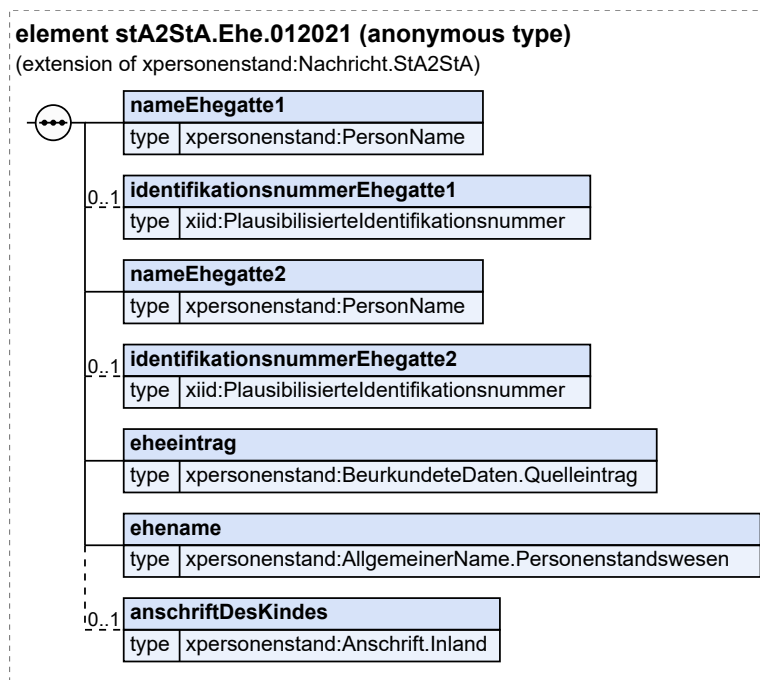 element stA2StA.Ehe.012021 (anonymous type)
(extension of xpersonenstand:Nachricht.StA2StA)
nameEhegatte1
type xpersonenstand:PersonName
0..1
identifikationsnummerEhegatte1
type xiid:PlausibilisierteIdentifikationsnummer
nameEhegatte2
type xpersonenstand:PersonName
0..1
identifikationsnummerEhegatte2
type xiid:PlausibilisierteIdentifikationsnummer
eheeintrag
type xpersonenstand:BeurkundeteDaten.Quelleintrag
ehename
type xpersonenstand:AllgemeinerName.Personenstandswesen
0..1
anschriftDesKindes
type xpersonenstand:Anschrift.Inland